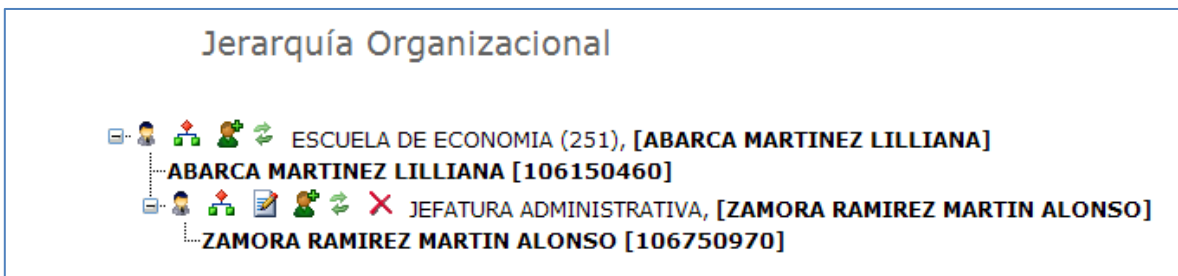 Jerarquía Organizacional
ESCUELA DE ECONOMIA (251), [ABARCA MARTINEZ LILLIANA]
ABARCA MARTINEZ LILLIANA [106150460]
JEFATURA ADMINISTRATIVA, [ZAMORA RAMIREZ MARTIN ALONSO]
ZAMORA RAMIREZ MARTIN ALONSO [106750970]